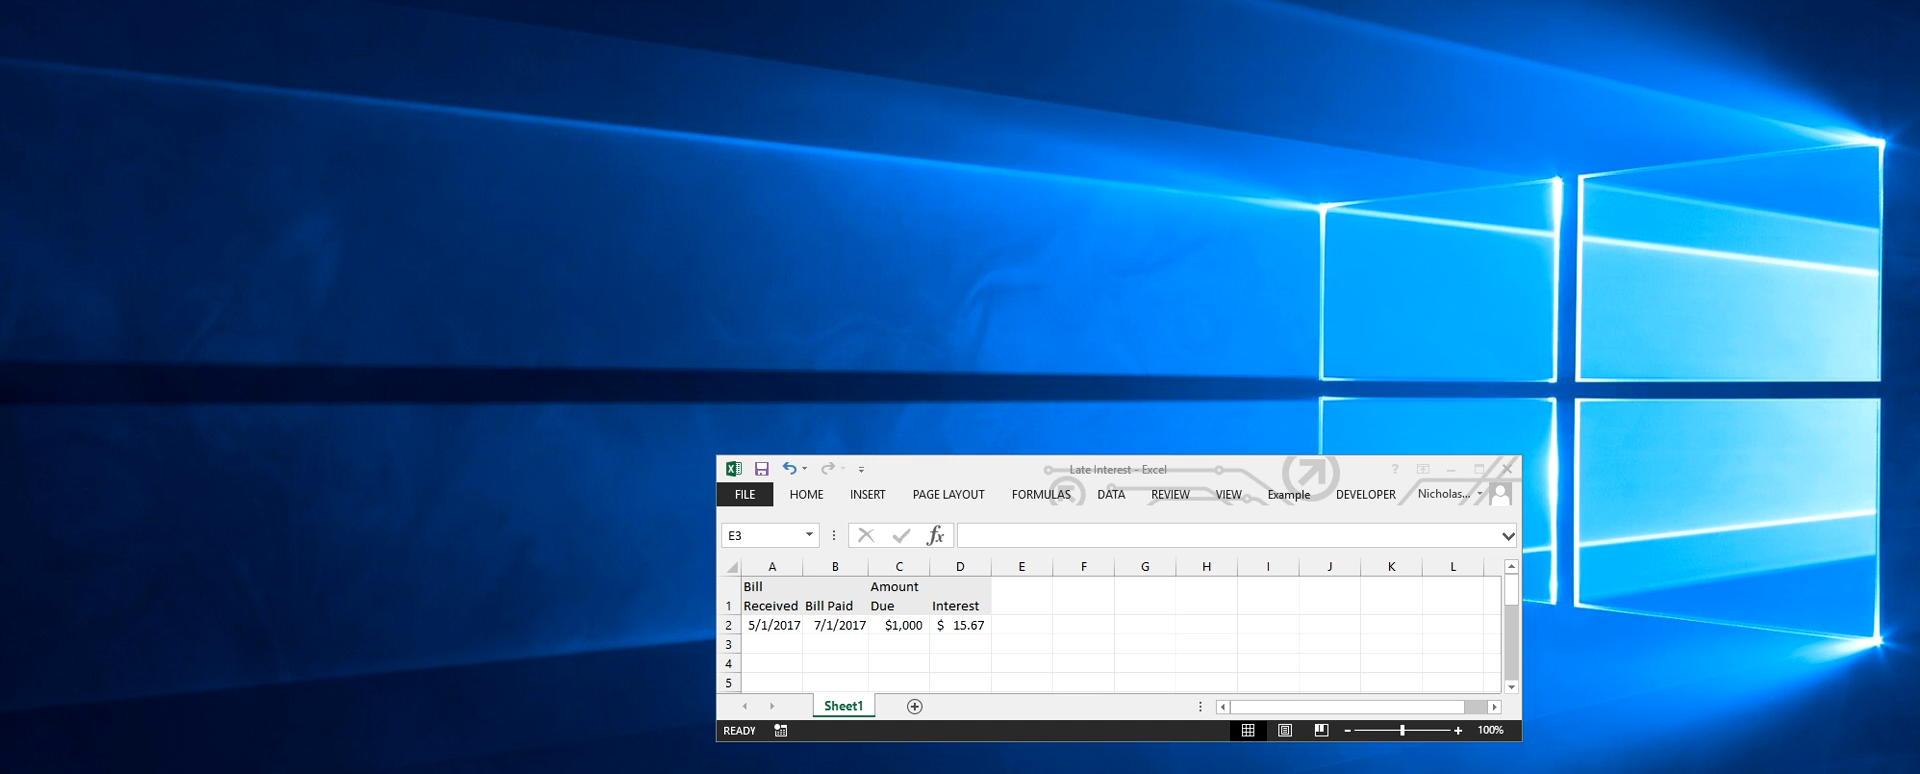 Late Interest - Excel
?
FILE HOME INSERT PAGE LAYOUT FORMULAS DATA REVIEW VIEW Example DEVELOPER Nicholas...
E3 fx
A B C D E F G H I J K L
Bill Amount
1 Received Bill Paid Due Interest
2 5/1/2017 7/1/2017 $1,000 $ 15.67
3
4
5
Sheet1
READY 100%